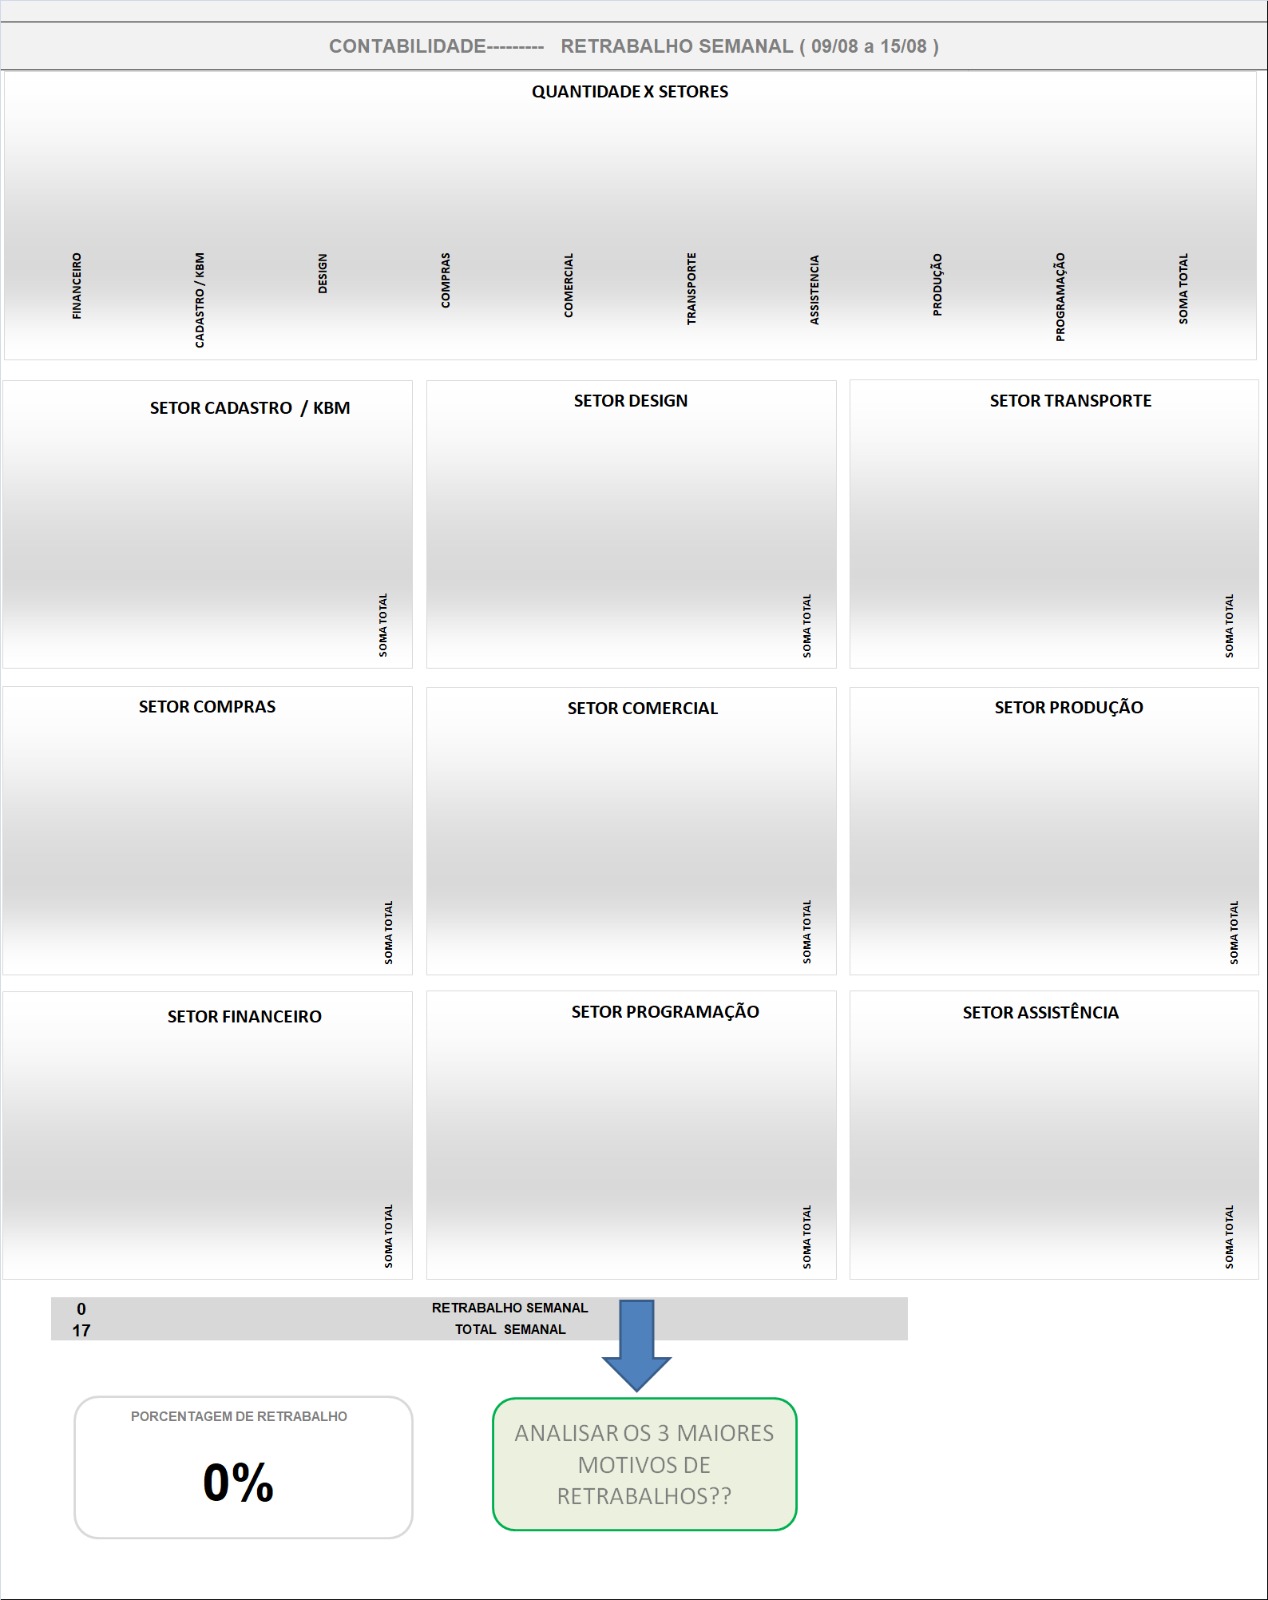 CONTABILIDADE--------- RETRABALHO SEMANAL ( 09/08 a 15/08 )
QUANTIDADE X SETORES
FINANCEIRO
CADASTRO / KBM
DESIGN
COMPRAS
COMERCIAL
TRANSPORTE
ASSISTENCIA
PRODUÇÃO
PROGRAMAÇÃO
SOMA TOTAL
SETOR CADASTRO / KBM
SOMA TOTAL
SETOR DESIGN
SOMA TOTAL
SETOR TRANSPORTE
SOMA TOTAL
SETOR COMPRAS
SOMA TOTAL
SETOR COMERCIAL
SOMA TOTAL
SETOR PRODUÇÃO
SOMA TOTAL
SETOR FINANCEIRO
SOMA TOTAL
SETOR PROGRAMAÇÃO
SOMA TOTAL
SETOR ASSISTÊNCIA
SOMA TOTAL
0 RETRABALHO SEMANAL
17 TOTAL SEMANAL
PORCENTAGEM DE RETRABALHO
0%
ANALISAR OS 3 MAIORES
MOTIVOS DE
RETRABALHOS??